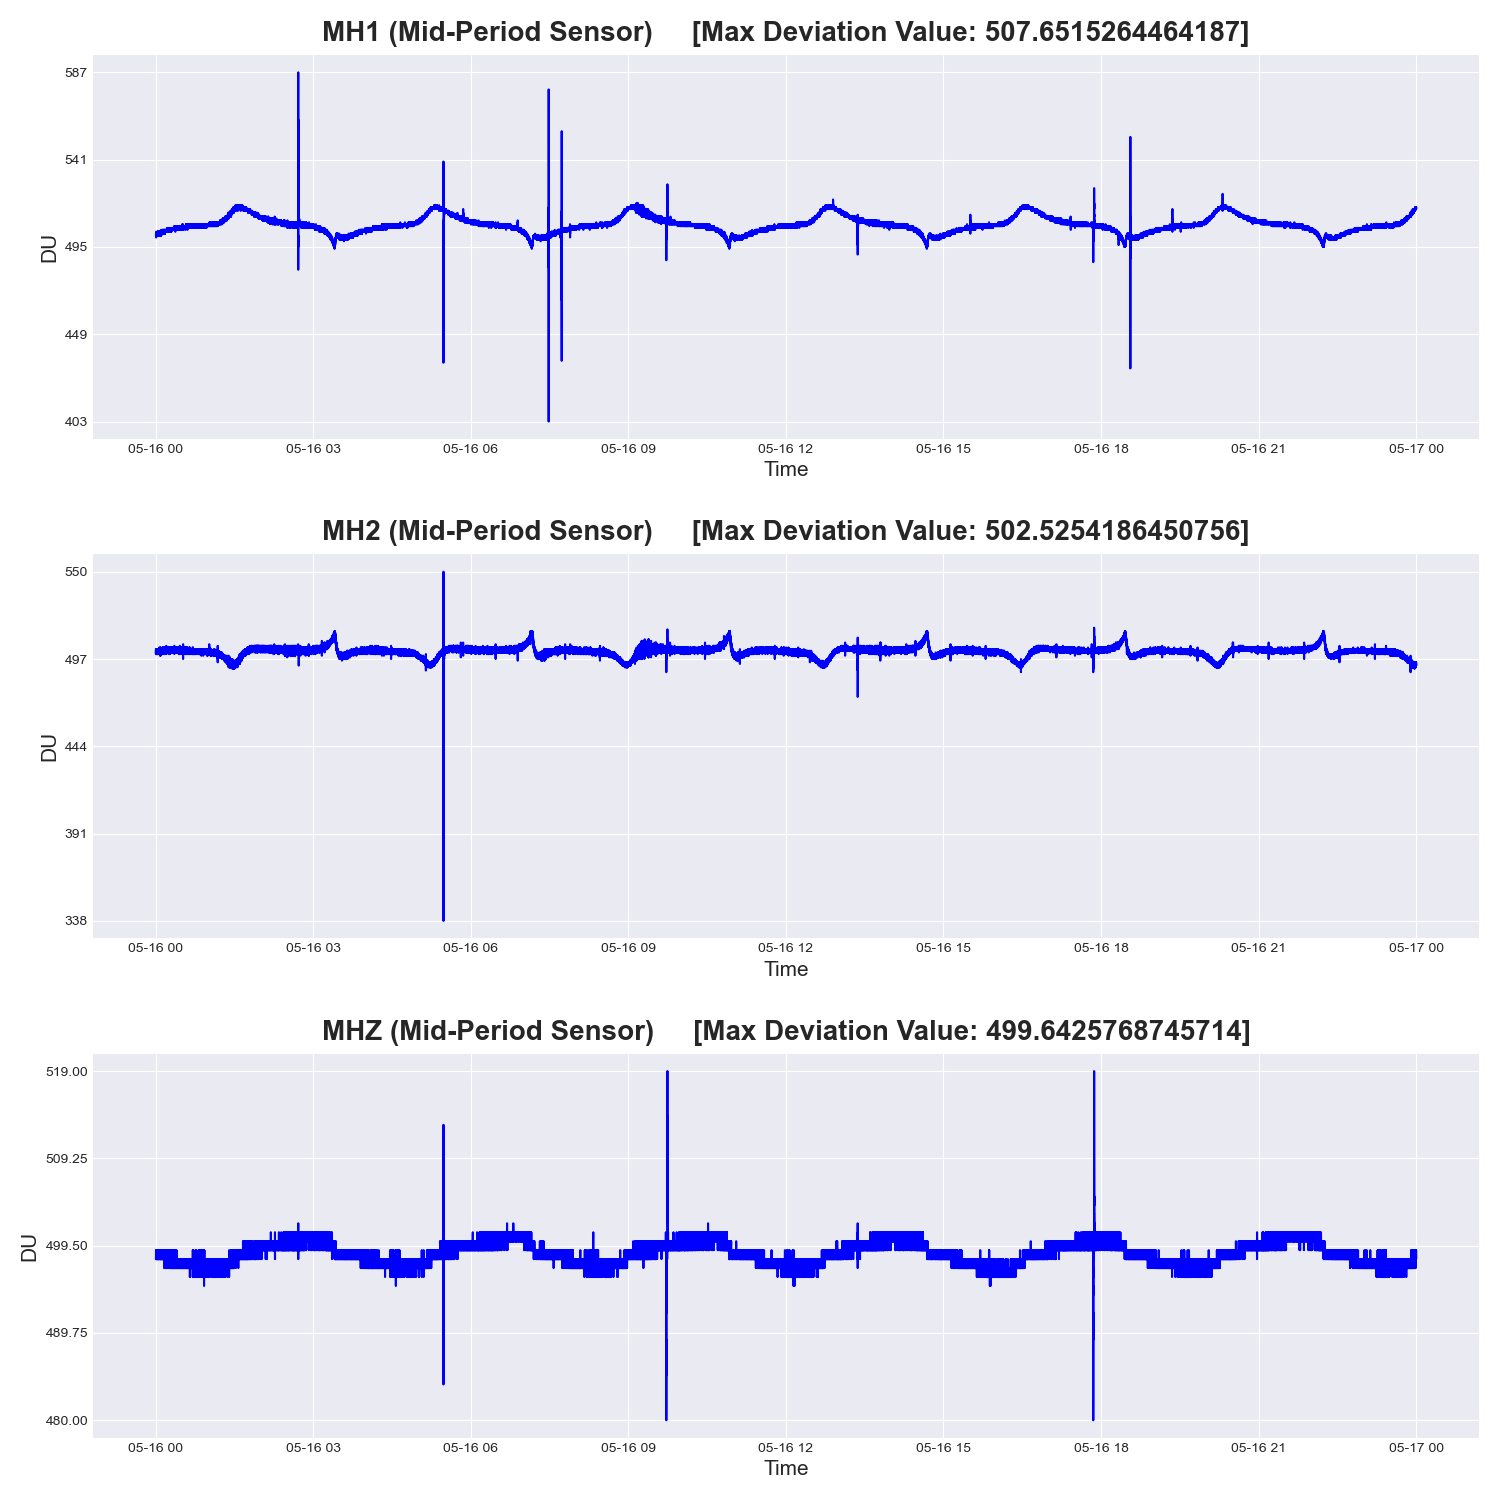 MH1 (Mid-Period Sensor) [Max Deviation Value: 507.6515264464187]
587
541
495
449
403
DU
05-16 00 05-16 03 05-16 06 05-16 09 05-16 12 05-16 15 05-16 18 05-16 21 05-17 00
Time
MH2 (Mid-Period Sensor) [Max Deviation Value: 502.5254186450756]
550
497
444
391
338
DU
05-16 00 05-16 03 05-16 06 05-16 09 05-16 12 05-16 15 05-16 18 05-16 21 05-17 00
Time
MHZ (Mid-Period Sensor) [Max Deviation Value: 499.6425768745714]
519.00
509.25
499.50
489.75
480.00
DU
05-16 00 05-16 03 05-16 06 05-16 09 05-16 12 05-16 15 05-16 18 05-16 21 05-17 00
Time